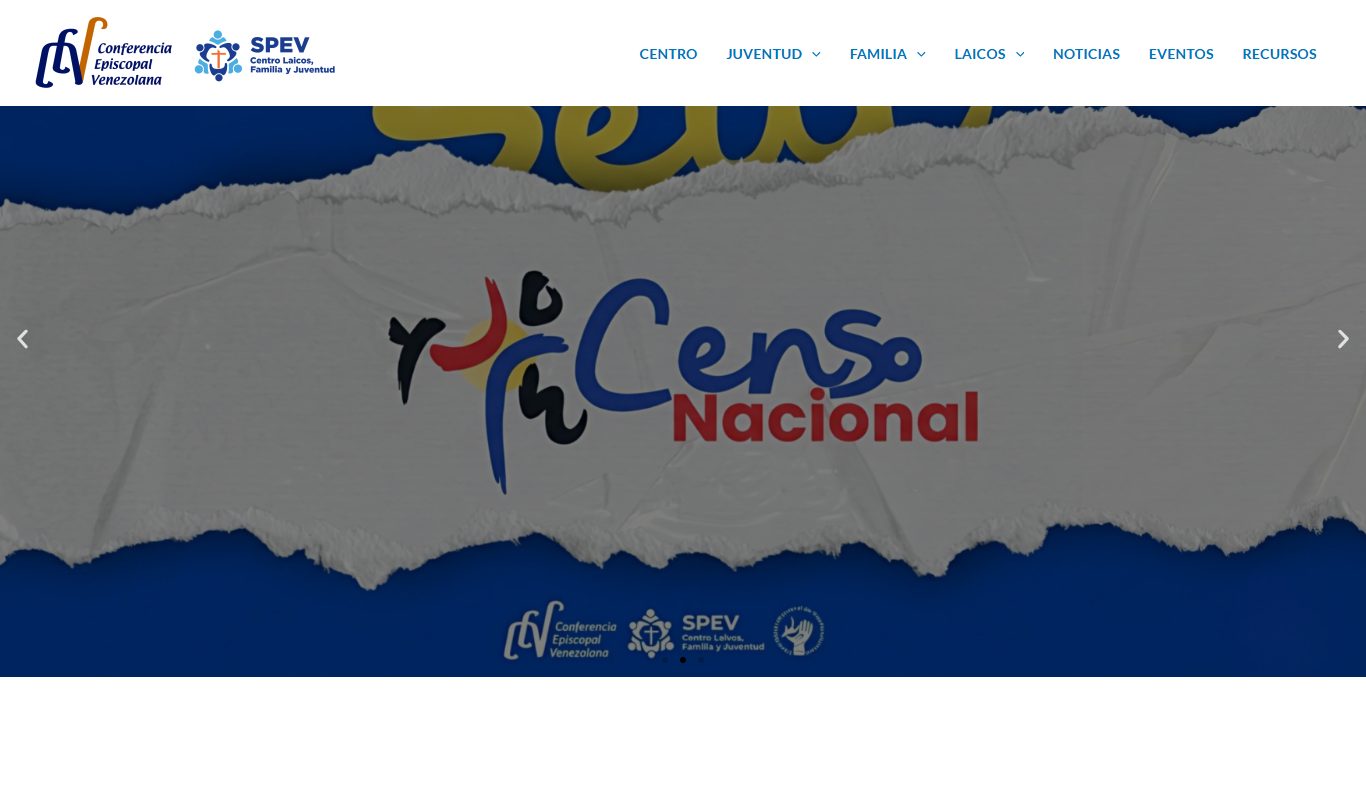 Conferencia
Episcopal
Venezolana
SPEV
Centro Laicos,
Familia y Juventud
CENTRO JUVENTUD FAMILIA LAICOS NOTICIAS EVENTOS RECURSOS
Censo
Nacional
Conferencia
Episcopal
Venezolana
SPEV
Centro Laivos,
Familia y Juventud